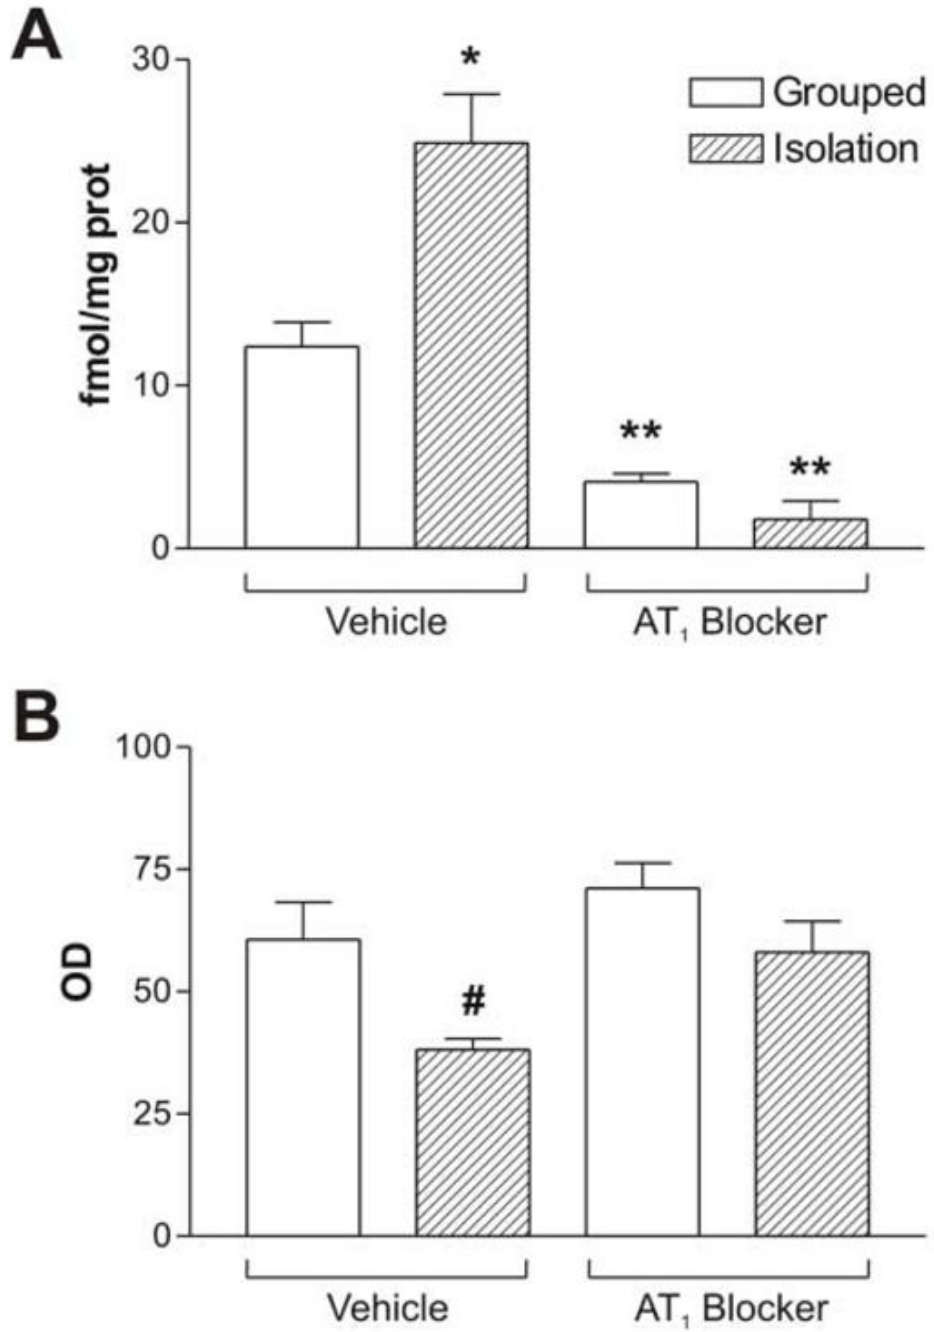 A
30
20
10
0
fmol/mg prot
*
**
**
Grouped
Isolation
Vehicle
AT₁ Blocker
B
100
75
50
25
0
OD
#
Vehicle
AT₁ Blocker